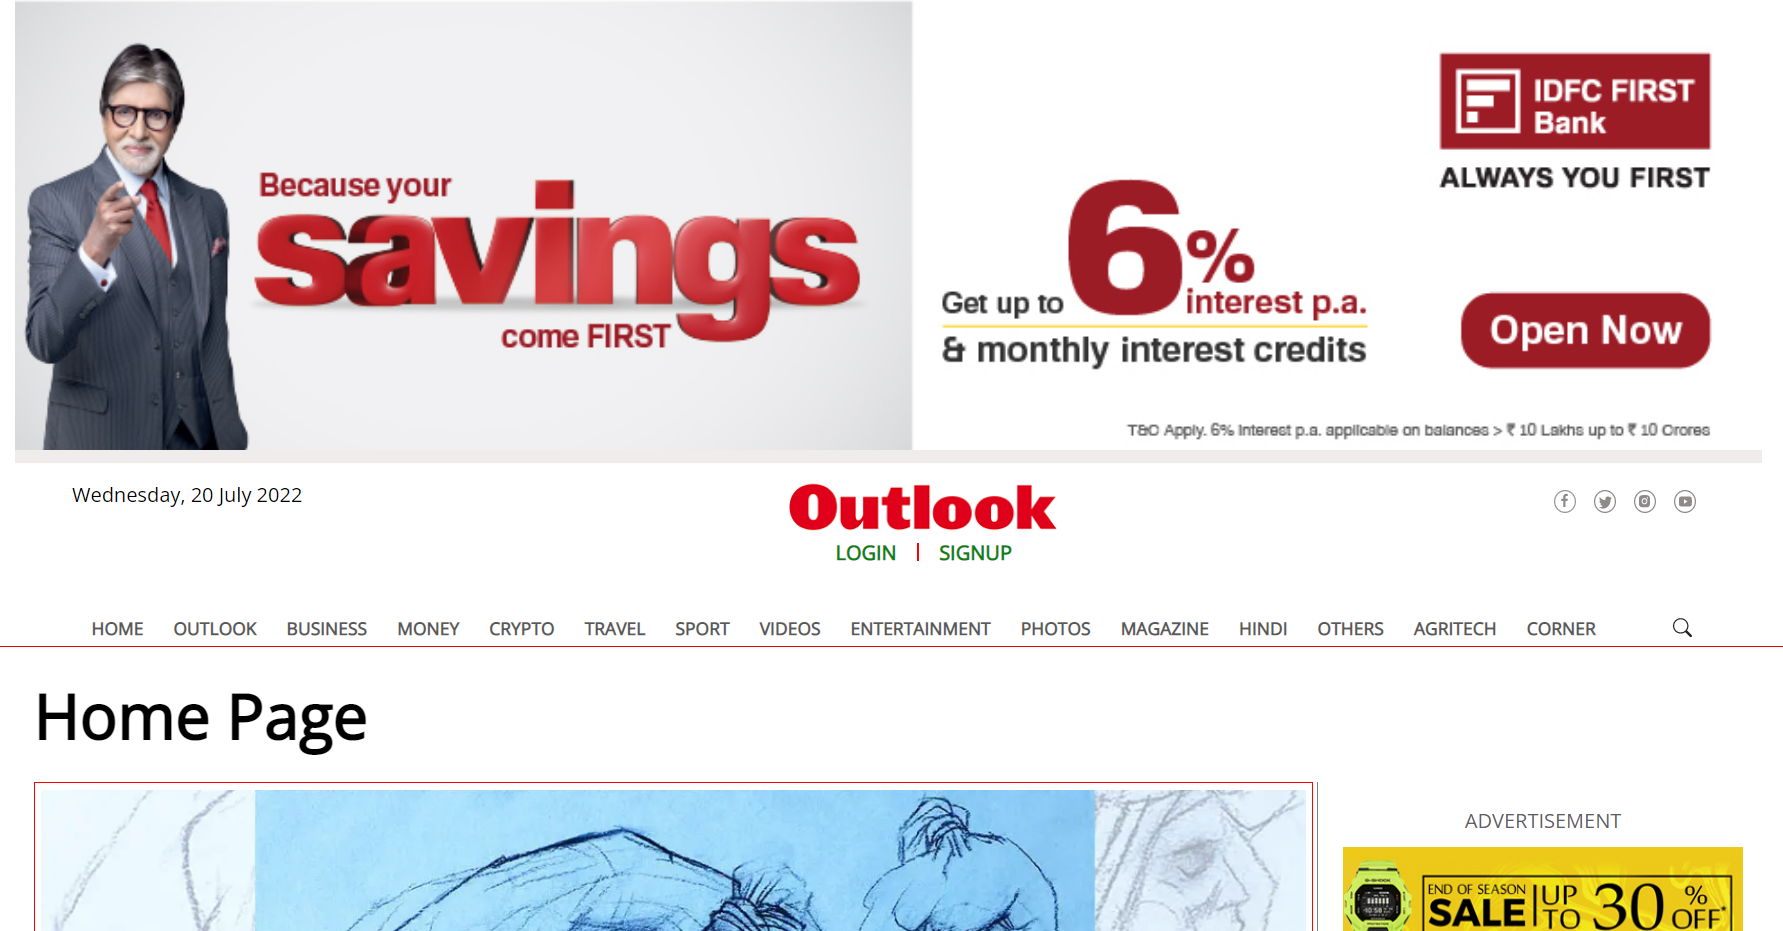 Because your
savings
come FIRST
IDFC FIRST
Bank
ALWAYS YOU FIRST
Get up to 6% interest p.a.
& monthly interest credits
Open Now
T&C Apply. 6% Interest p.a. applicable on balances > ₹ 10 Lakhs up to ₹ 10 Crores
Wednesday, 20 July 2022
Outlook
LOGIN | SIGNUP
HOME OUTLOOK BUSINESS MONEY CRYPTO TRAVEL SPORT VIDEOS ENTERTAINMENT PHOTOS MAGAZINE HINDI OTHERS AGRITECH CORNER
Home Page
ADVERTISEMENT
G-SHOCK
END OF SEASON
SALE
UP TO 30% OFF*